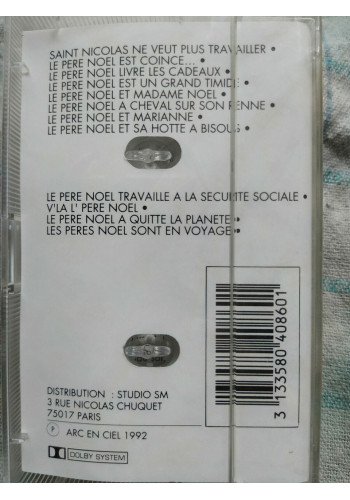 SAINT NICOLAS NE VEUT PLUS TRAVAILLER •
LE PERE NOEL EST COINCE... •
LE PERE NOEL LIVRE LES CADEAUX •
LE PERE NOEL EST UN GRAND TIMIDE •
LE PERE NOEL ET MADAME NOEL •
LE PERE NOEL A CHEVAL SUR SON RENNE •
LE PERE NOEL ET MARIANNE •
LE PERE NOEL ET SA HOTTE A BISOUS •
LE PERE NOEL TRAVAILLE A LA SECURITE SOCIALE •
V'LA L' PERE NOEL •
LE PERE NOEL A QUITTE LA PLANETE •
LES PERES NOEL SONT EN VOYAGE •
3 133580 408601
DISTRIBUTION : STUDIO SM
3 RUE NICOLAS CHUQUET
75017 PARIS
P ARC EN CIEL 1992
DOLBY SYSTEM